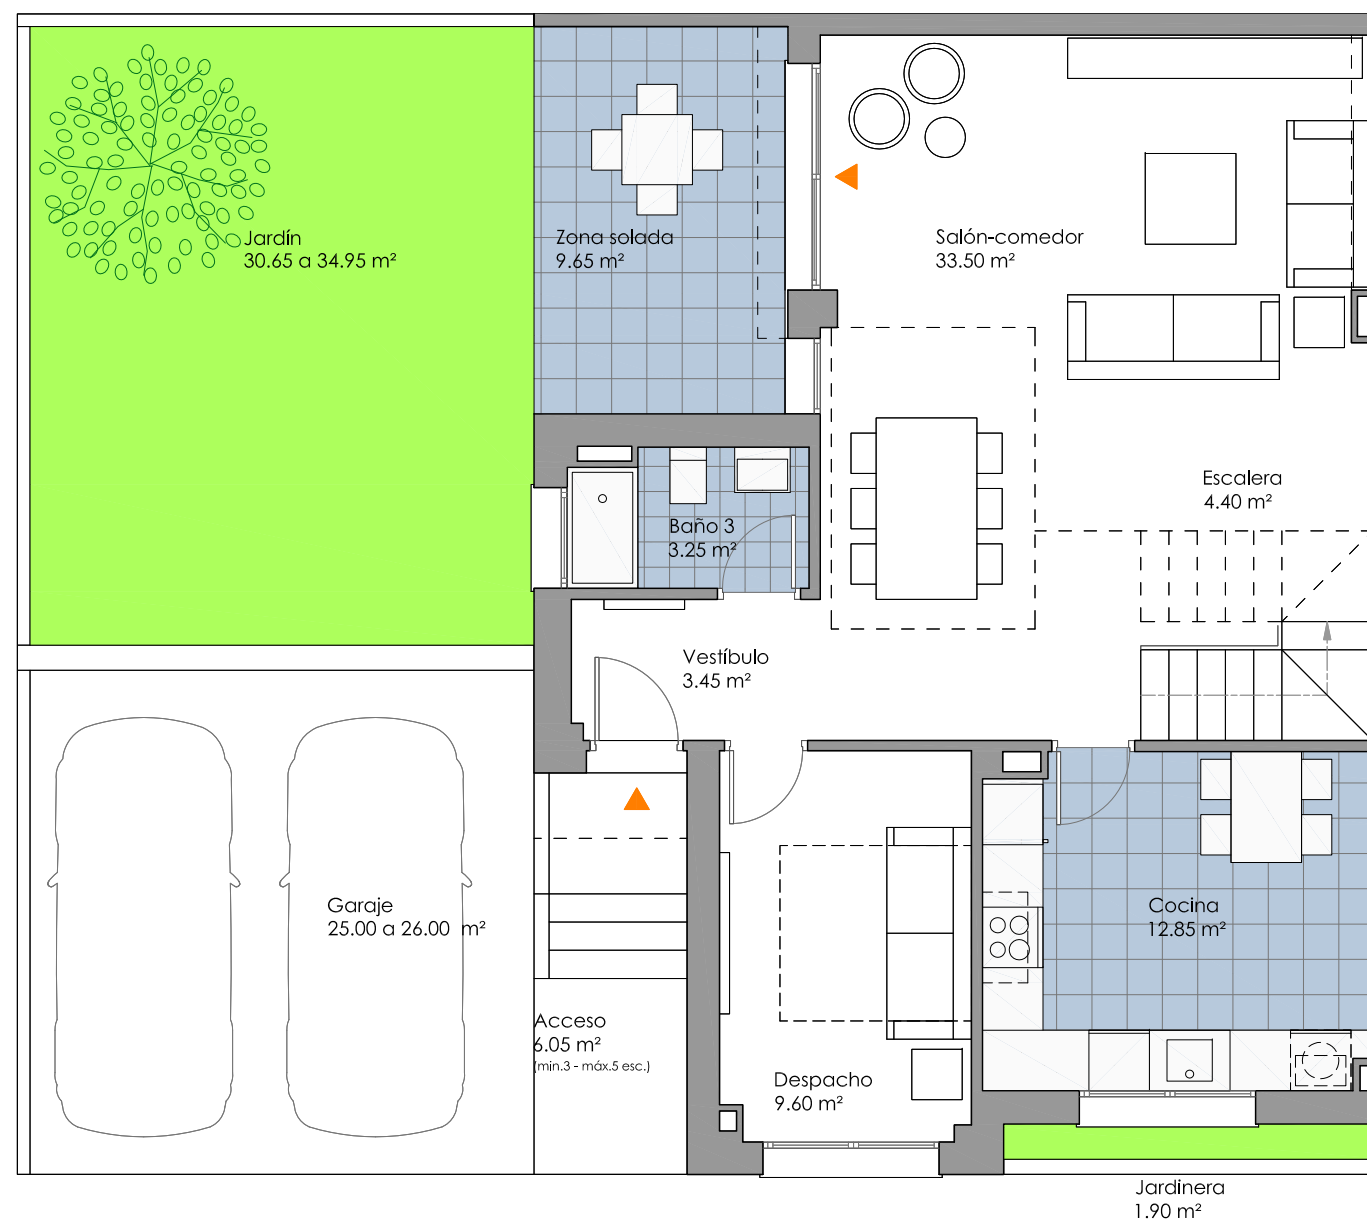 Jardín
30.65 a 34.95 m²
Zona solada
9.65 m²
Salón-comedor
33.50 m²
Escalera
4.40 m²
Baño 3
3.25 m²
Vestíbulo
3.45 m²
Garaje
25.00 a 26.00 m²
Cocina
12.85 m²
Acceso
6.05 m²
(min.3 - máx.5 esc.)
Despacho
9.60 m²
Jardinera
1.90 m²